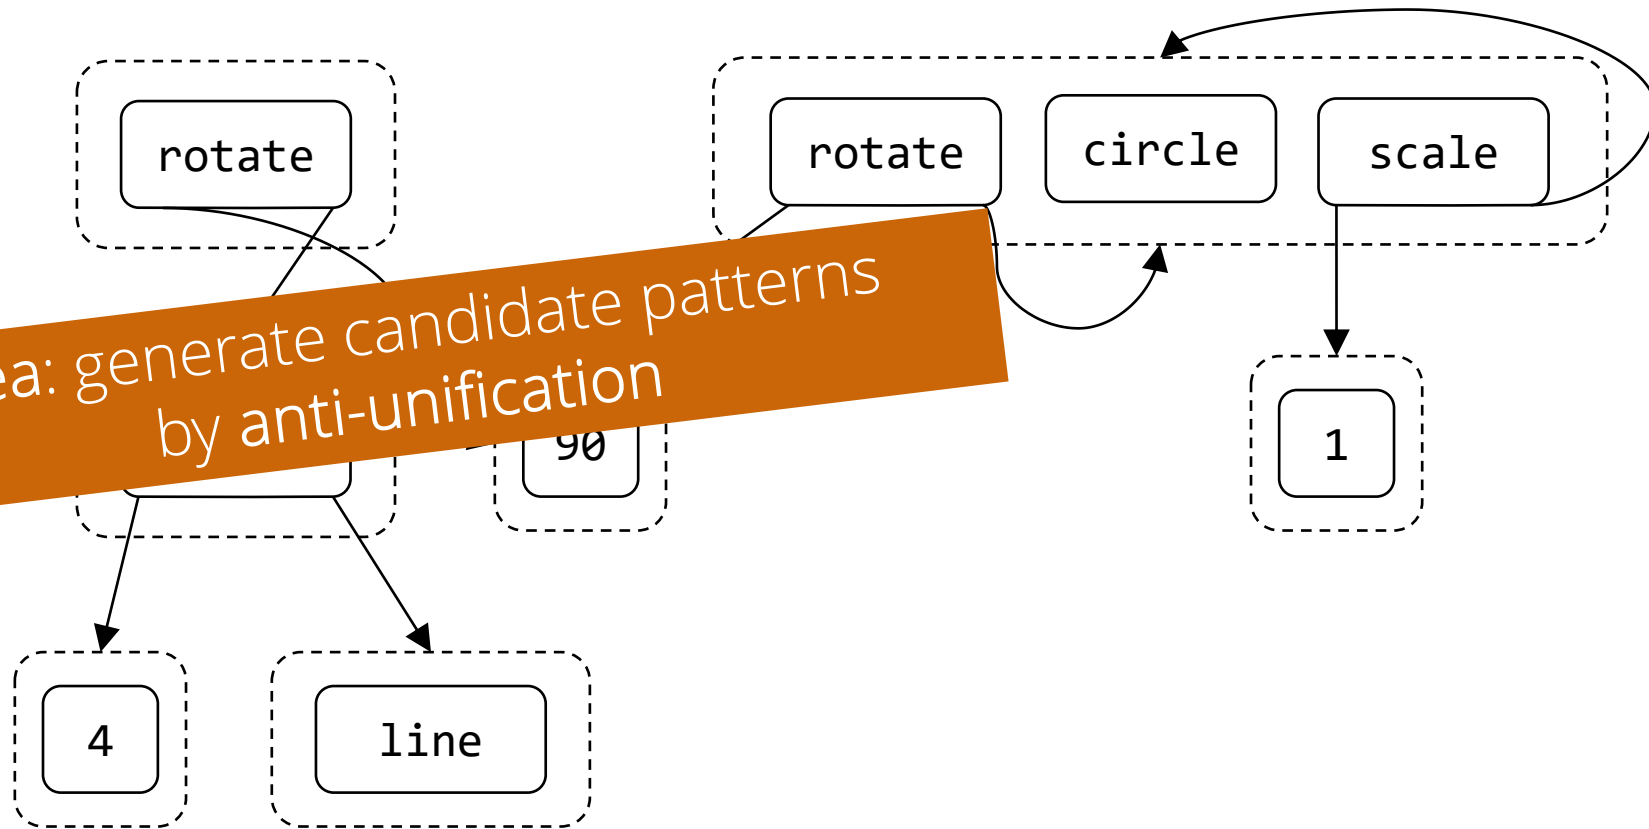 rotate
rotate
circle
scale
ea: generate candidate patterns
by anti-unification
90
1
4
line